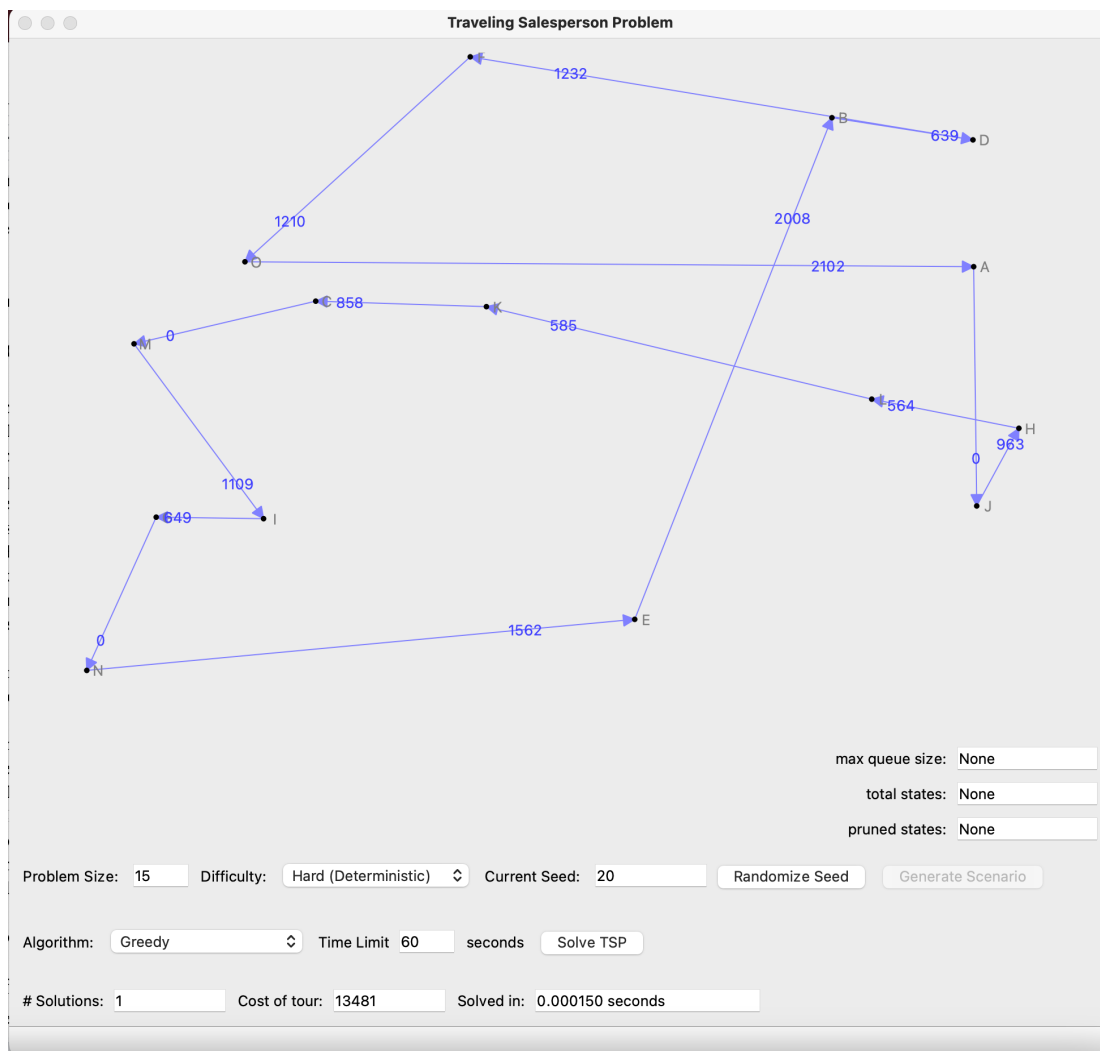 Traveling Salesperson Problem
1232
B
639
D
1210
2008
O
2102
A
C
858
K
585
0
M
564
H
963
0
1109
J
649
I
E
1562
0
N
max queue size: None
total states: None
pruned states: None
Problem Size: 15 Difficulty: Hard (Deterministic) Current Seed: 20 Randomize Seed Generate Scenario
Algorithm: Greedy Time Limit 60 seconds Solve TSP
# Solutions: 1 Cost of tour: 13481 Solved in: 0.000150 seconds